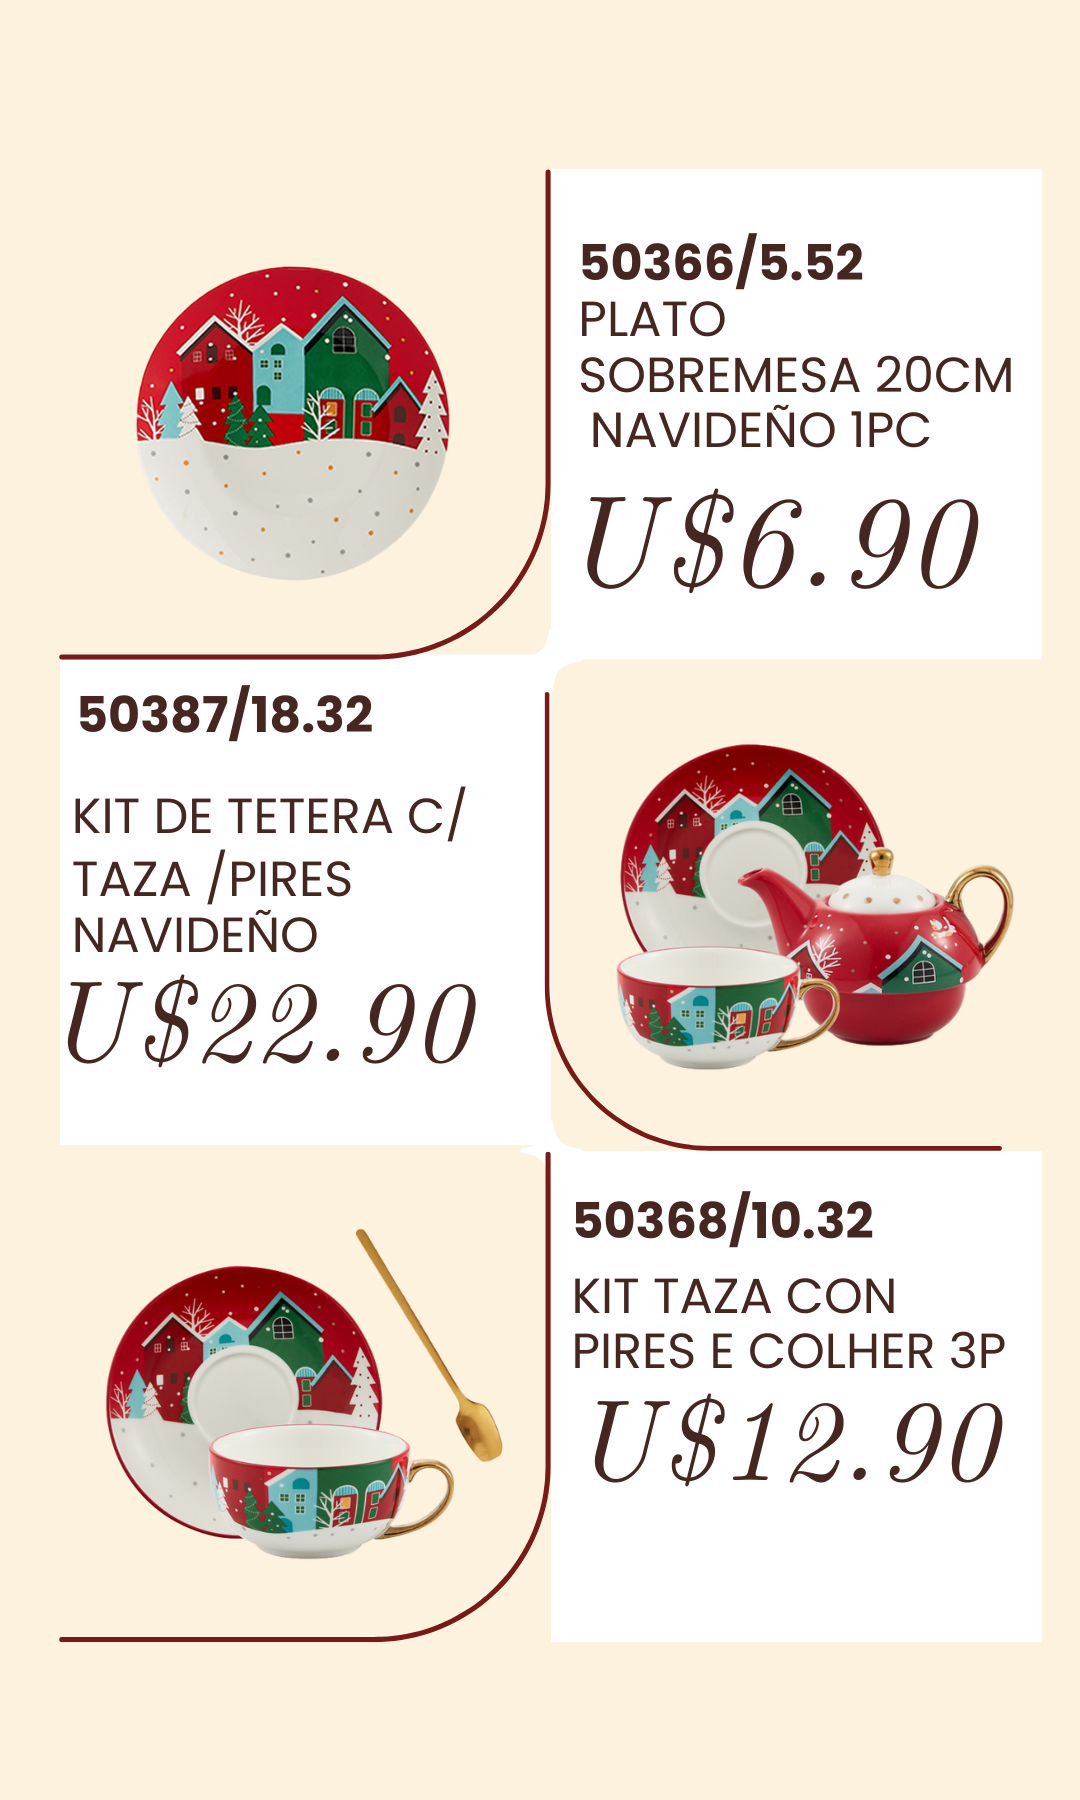 50366/5.52
PLATO
SOBREMESA 20CM
NAVIDEÑO 1PC
U$6.90
50387/18.32
KIT DE TETERA C/
TAZA /PIRES
NAVIDEÑO
U$22.90
50368/10.32
KIT TAZA CON
PIRES E COLHER 3P
U$12.90